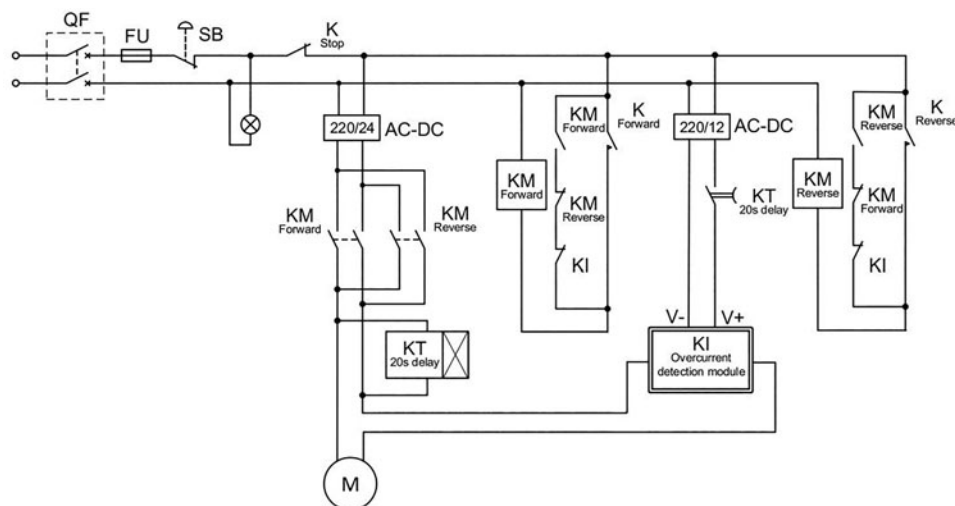 QF
FU
SB
K
Stop
220/24
AC-DC
KM
Forward
KM
Reverse
KT
20s delay
M
KM
Forward
KM
Forward
K
Forward
KM
Reverse
KI
220/12
AC-DC
KT
20s delay
V-
V+
KI
Overcurrent
detection module
KM
Reverse
KM
Reverse
K
Reverse
KM
Forward
KI